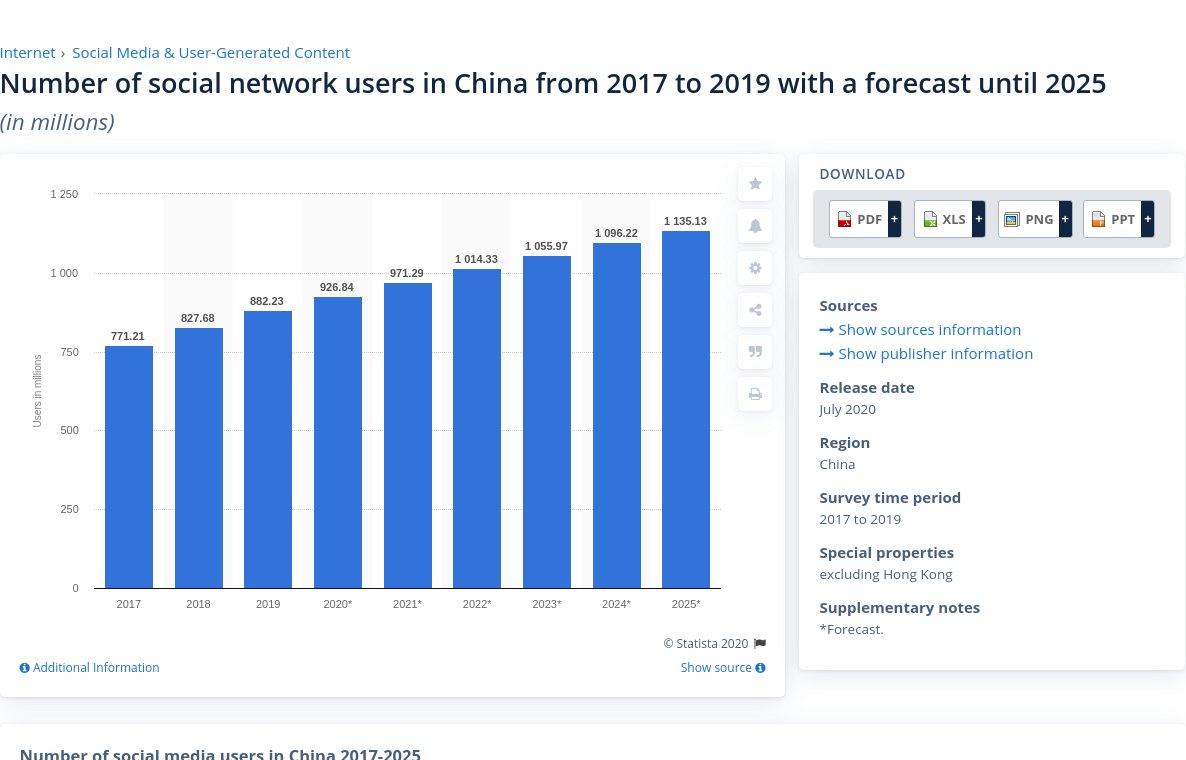 Internet › Social Media & User-Generated Content
Number of social network users in China from 2017 to 2019 with a forecast until 2025
(in millions)
1 250
1 000
750
500
250
0
Users in millions
771.21
827.68
882.23
926.84
971.29
1 014.33
1 055.97
1 096.22
1 135.13
2017 2018 2019 2020* 2021* 2022* 2023* 2024* 2025*
© Statista 2020
Additional Information
Show source
DOWNLOAD
PDF + XLS + PNG + PPT +
Sources
Show sources information
Show publisher information
Release date
July 2020
Region
China
Survey time period
2017 to 2019
Special properties
excluding Hong Kong
Supplementary notes
*Forecast.
Number of social media users in China 2017-2025